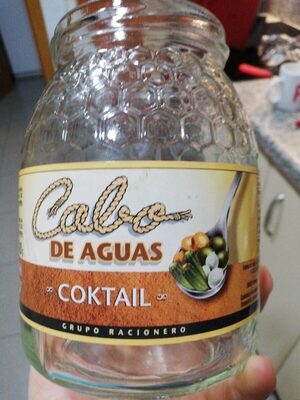 Cabo
DE AGUAS
COKTAIL
GRUPO RACIONERO